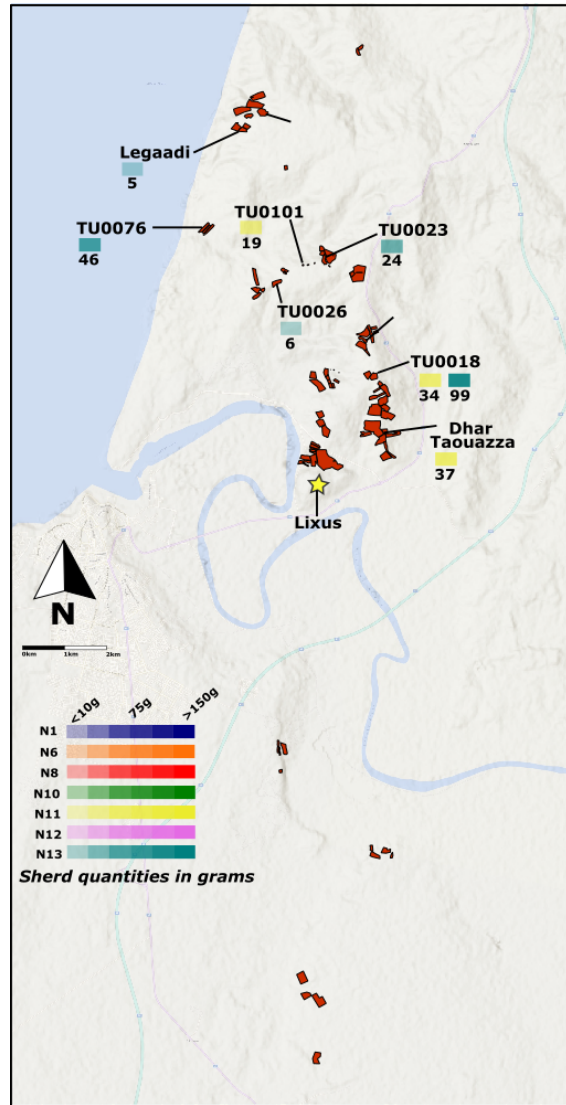 Legaadi
5
TU0076
46
TU0101
19
TU0023
24
TU0026
6
TU0018
34 99
Dhar
Taouazza
37
Lixus
N
0km 1km 2km
<10g 75g >150g
N1
N6
N8
N10
N11
N12
N13
Sherd quantities in grams